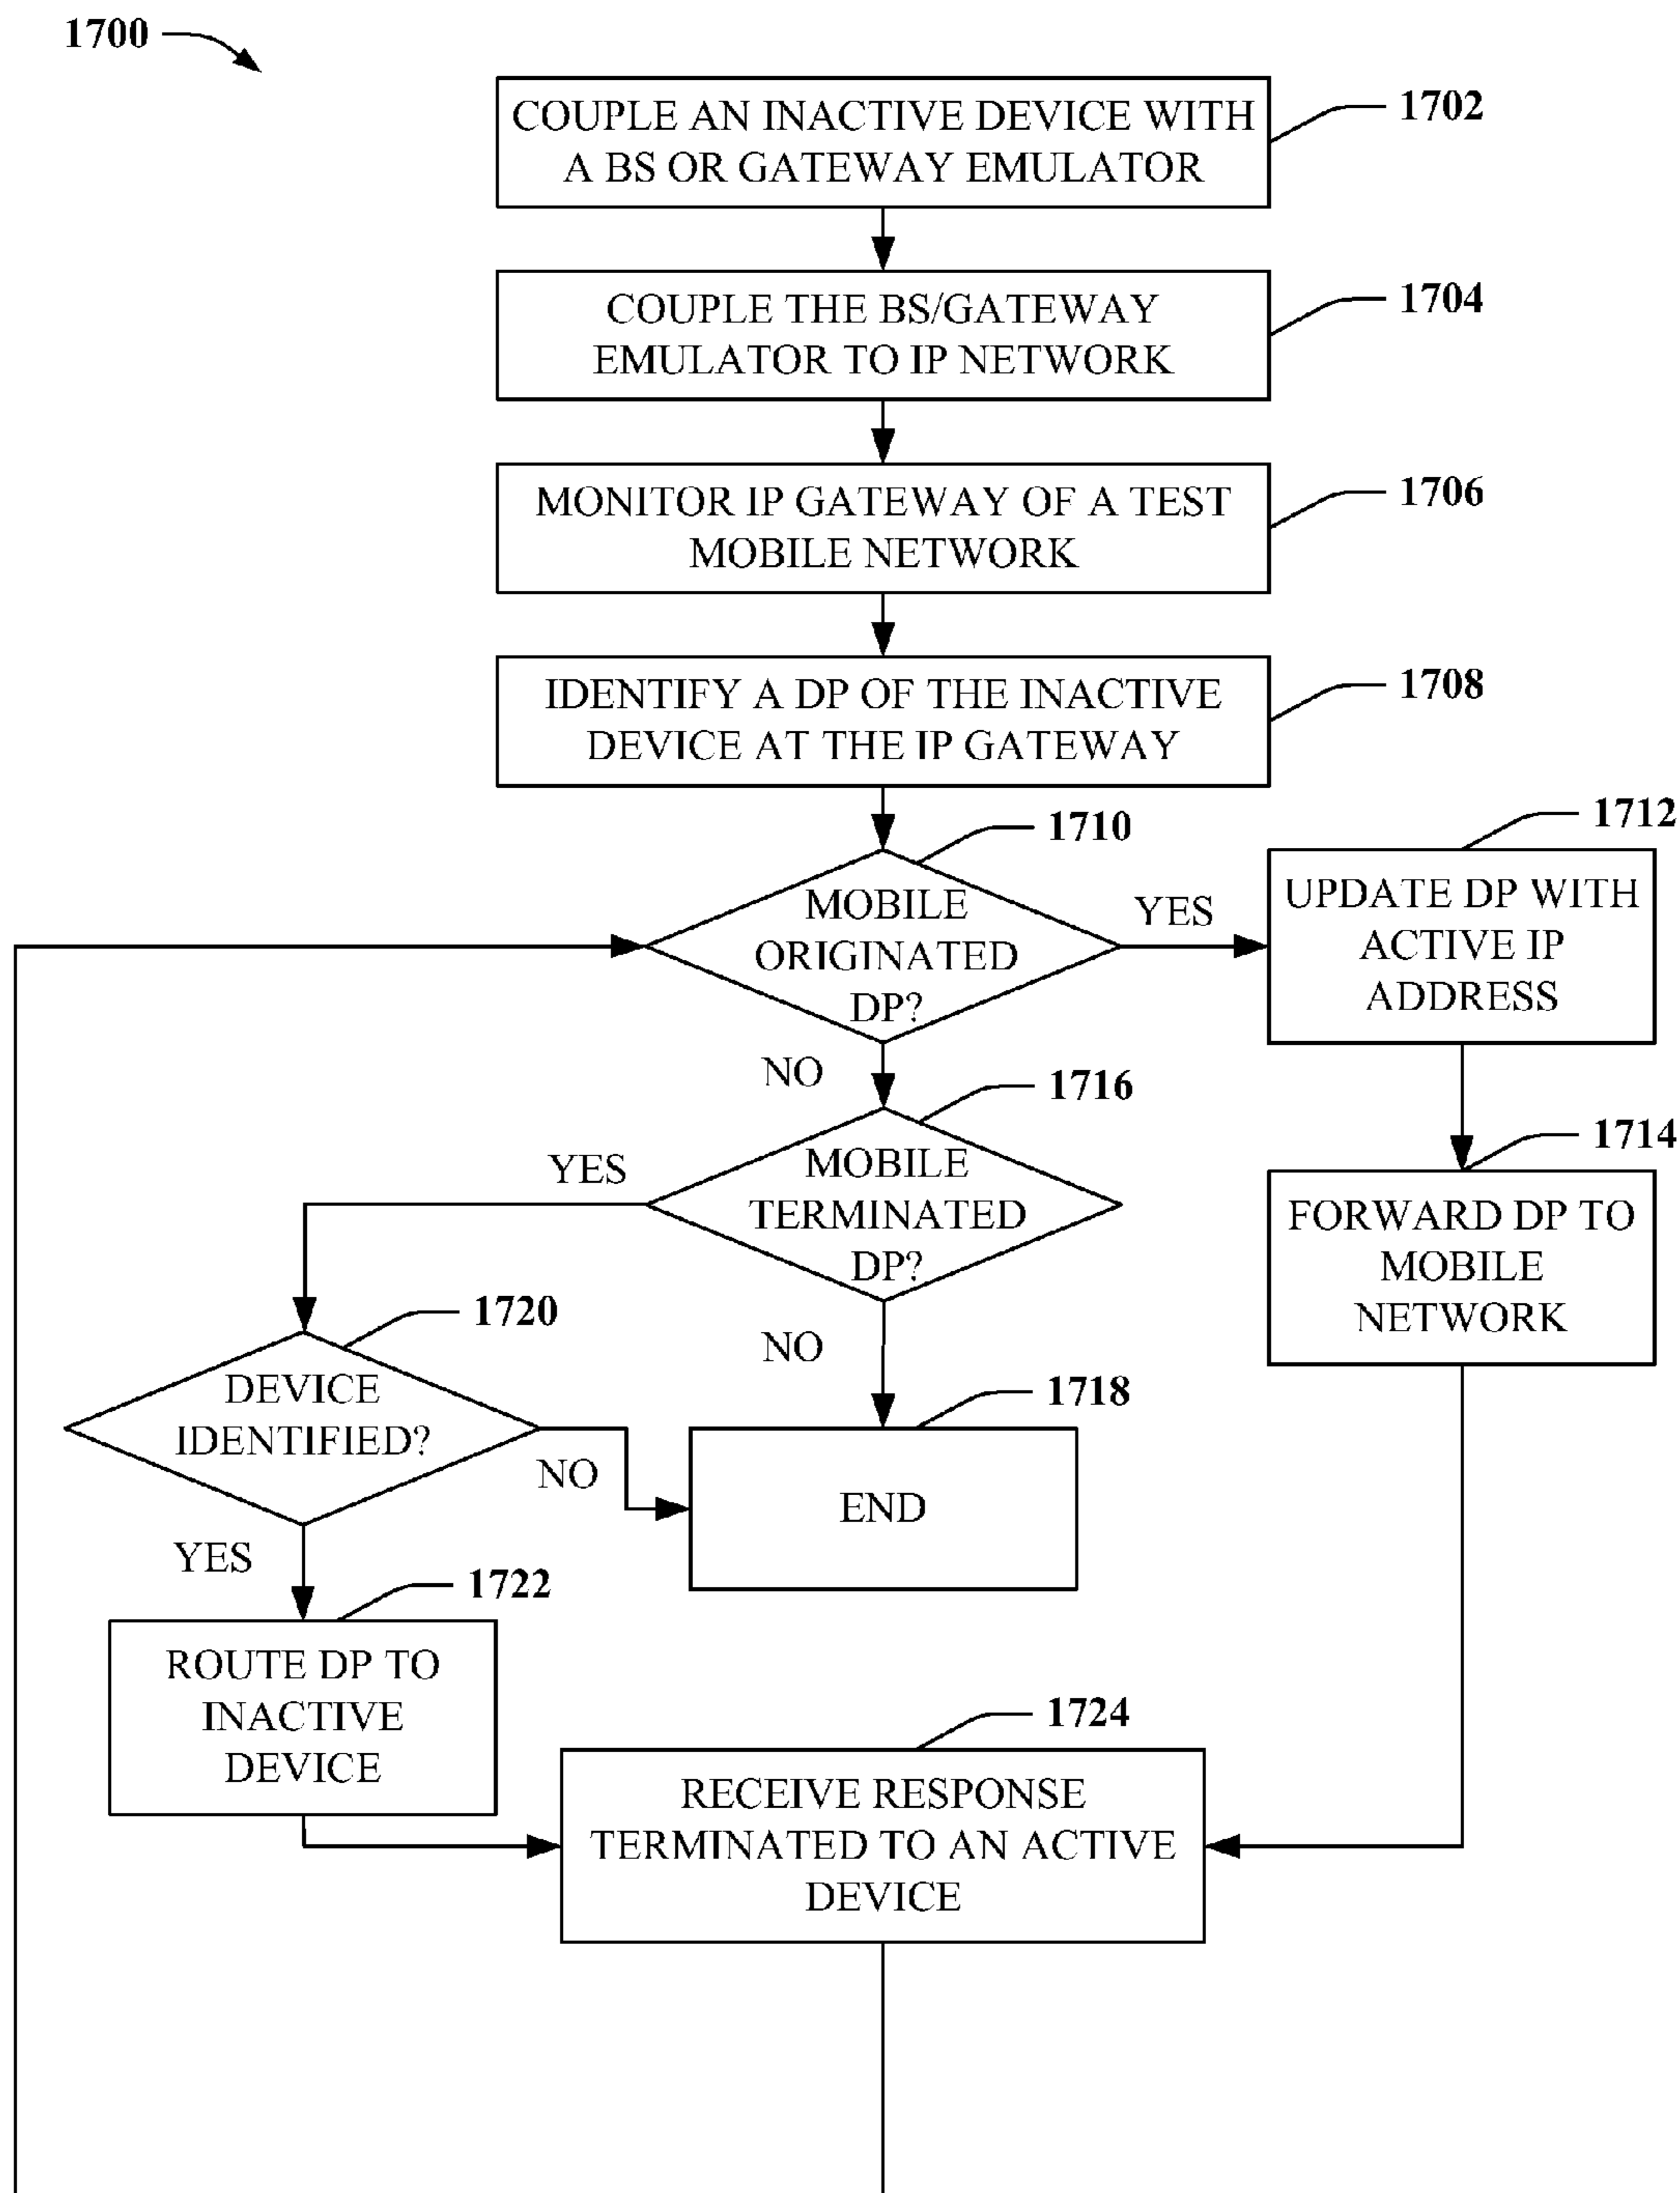 1700
COUPLE AN INACTIVE DEVICE WITH
A BS OR GATEWAY EMULATOR
1702
COUPLE THE BS/GATEWAY
EMULATOR TO IP NETWORK
1704
MONITOR IP GATEWAY OF A TEST
MOBILE NETWORK
1706
IDENTIFY A DP OF THE INACTIVE
DEVICE AT THE IP GATEWAY
1708
1710
MOBILE
ORIGINATED
DP?
YES
1712
UPDATE DP WITH
ACTIVE IP
ADDRESS
NO
1716
MOBILE
TERMINATED
DP?
YES
1714
FORWARD DP TO
MOBILE
NETWORK
NO
1720
DEVICE
IDENTIFIED?
NO
1718
END
YES
1722
ROUTE DP TO
INACTIVE
DEVICE
1724
RECEIVE RESPONSE
TERMINATED TO AN ACTIVE
DEVICE